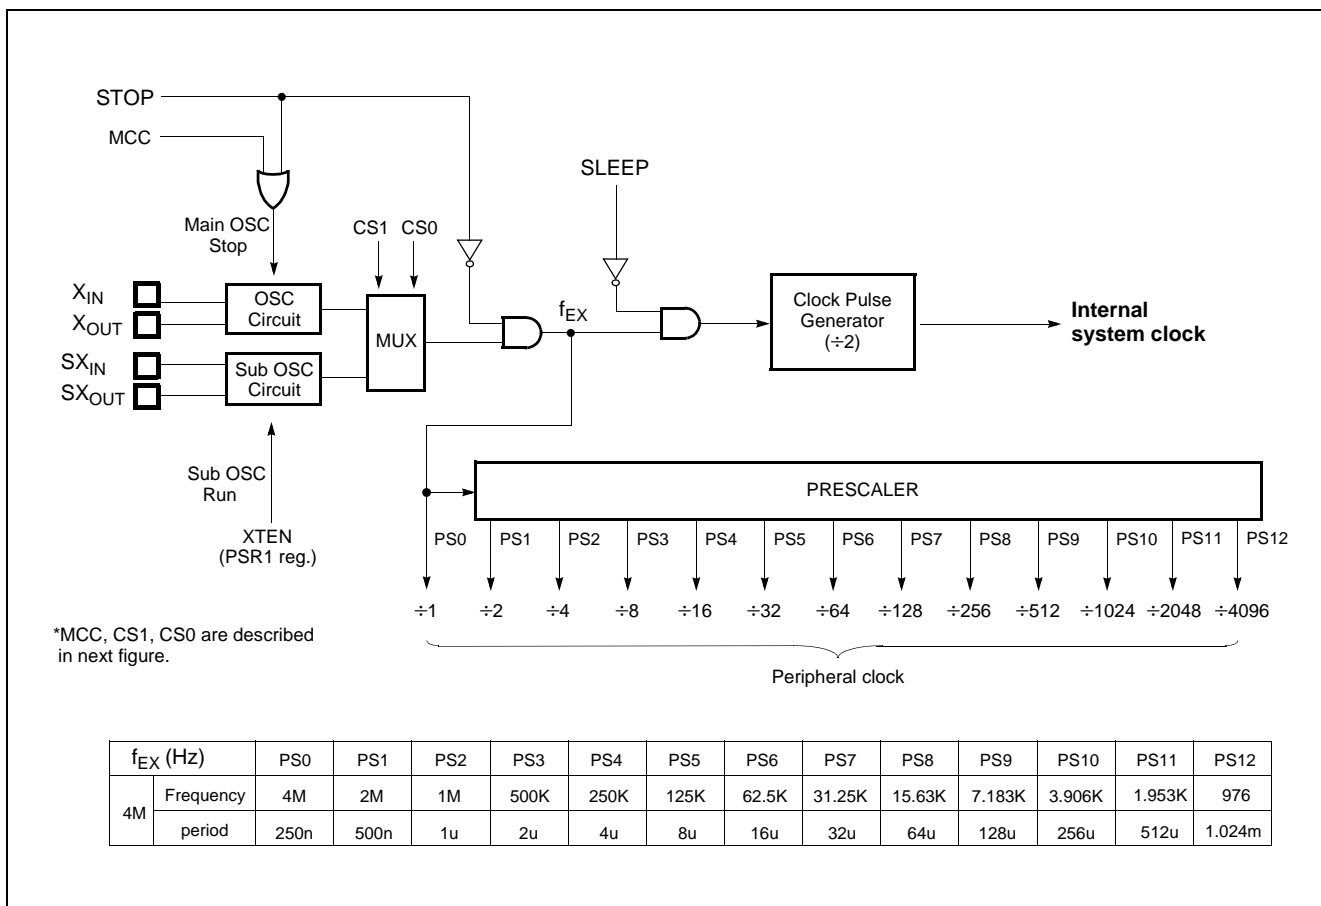 STOP
MCC
SLEEP
Main OSC
Stop
CS1 CS0
XIN
XOUT
SXIN
SXOUT
OSC
Circuit
Sub OSC
Circuit
MUX
fEX
Clock Pulse
Generator
(÷2)
Internal
system clock
Sub OSC
Run
XTEN
(PSR1 reg.)
PRESCALER
PS0 PS1 PS2 PS3 PS4 PS5 PS6 PS7 PS8 PS9 PS10 PS11 PS12
÷1 ÷2 ÷4 ÷8 ÷16 ÷32 ÷64 ÷128 ÷256 ÷512 ÷1024 ÷2048 ÷4096
*MCC, CS1, CS0 are described
in next figure.
Peripheral clock
fEX (Hz) PS0 PS1 PS2 PS3 PS4 PS5 PS6 PS7 PS8 PS9 PS10 PS11 PS12
4M Frequency 4M 2M 1M 500K 250K 125K 62.5K 31.25K 15.63K 7.183K 3.906K 1.953K 976
period 250n 500n 1u 2u 4u 8u 16u 32u 64u 128u 256u 512u 1.024m